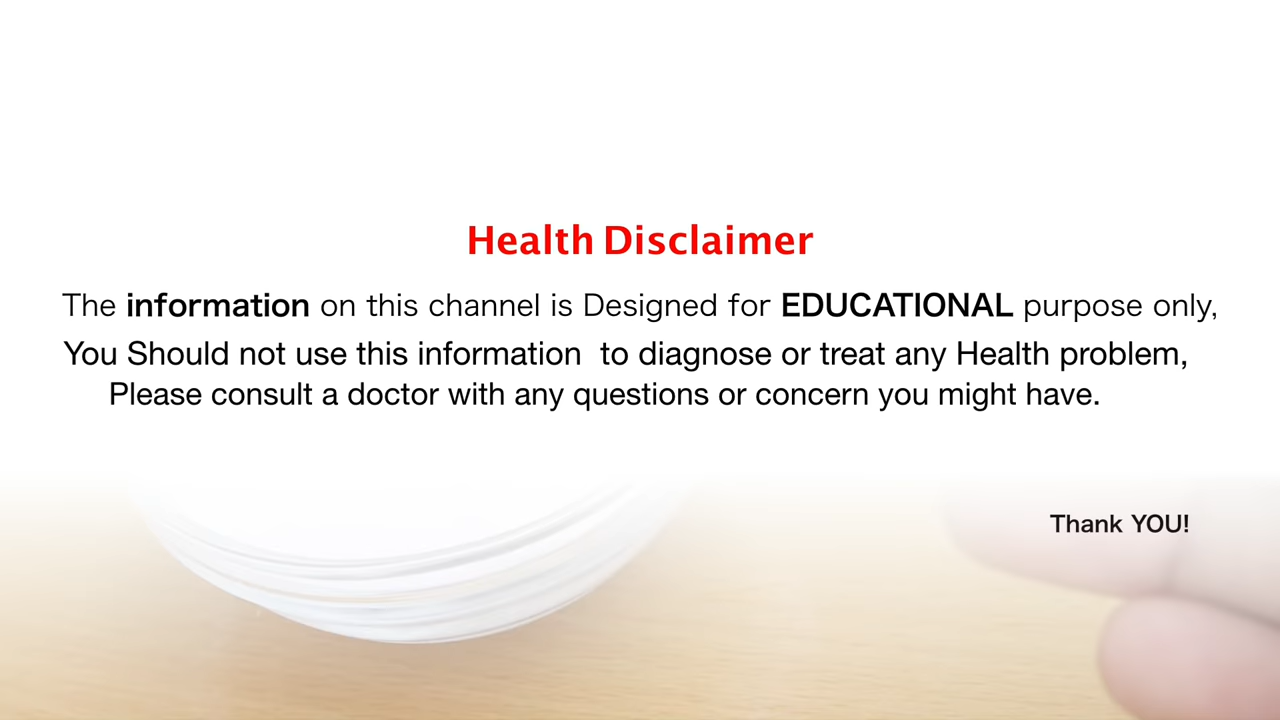 Health Disclaimer
The information on this channel is Designed for EDUCATIONAL purpose only,
You Should not use this information  to diagnose or treat any Health problem,
Please consult a doctor with any questions or concern you might have.
Thank YOU!